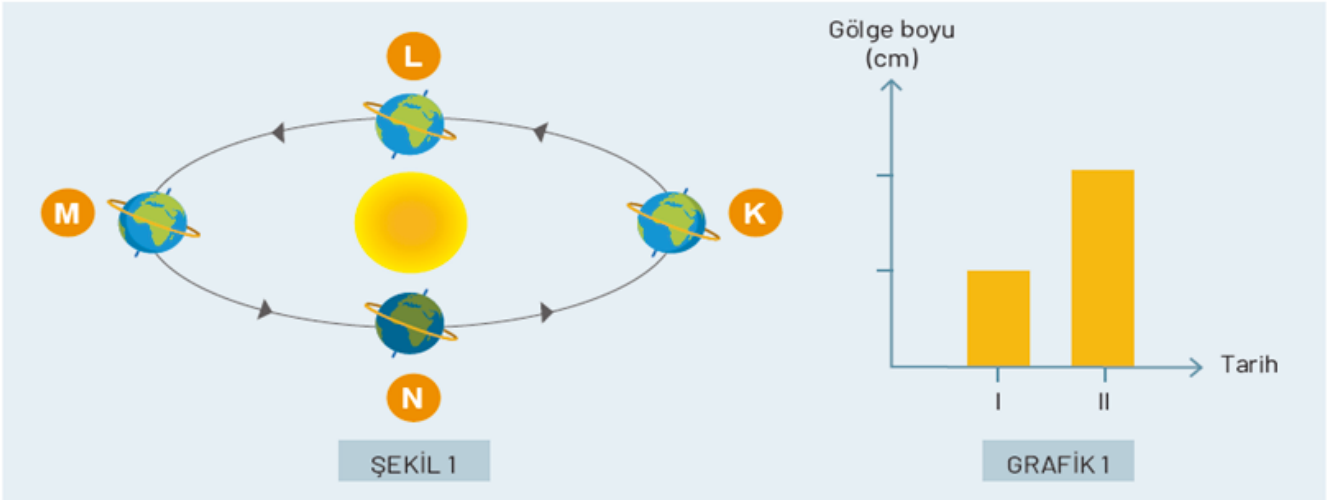 L
M
K
N
ŞEKİL 1
Gölge boyu
(cm)
Tarih
I
II
GRAFİK 1